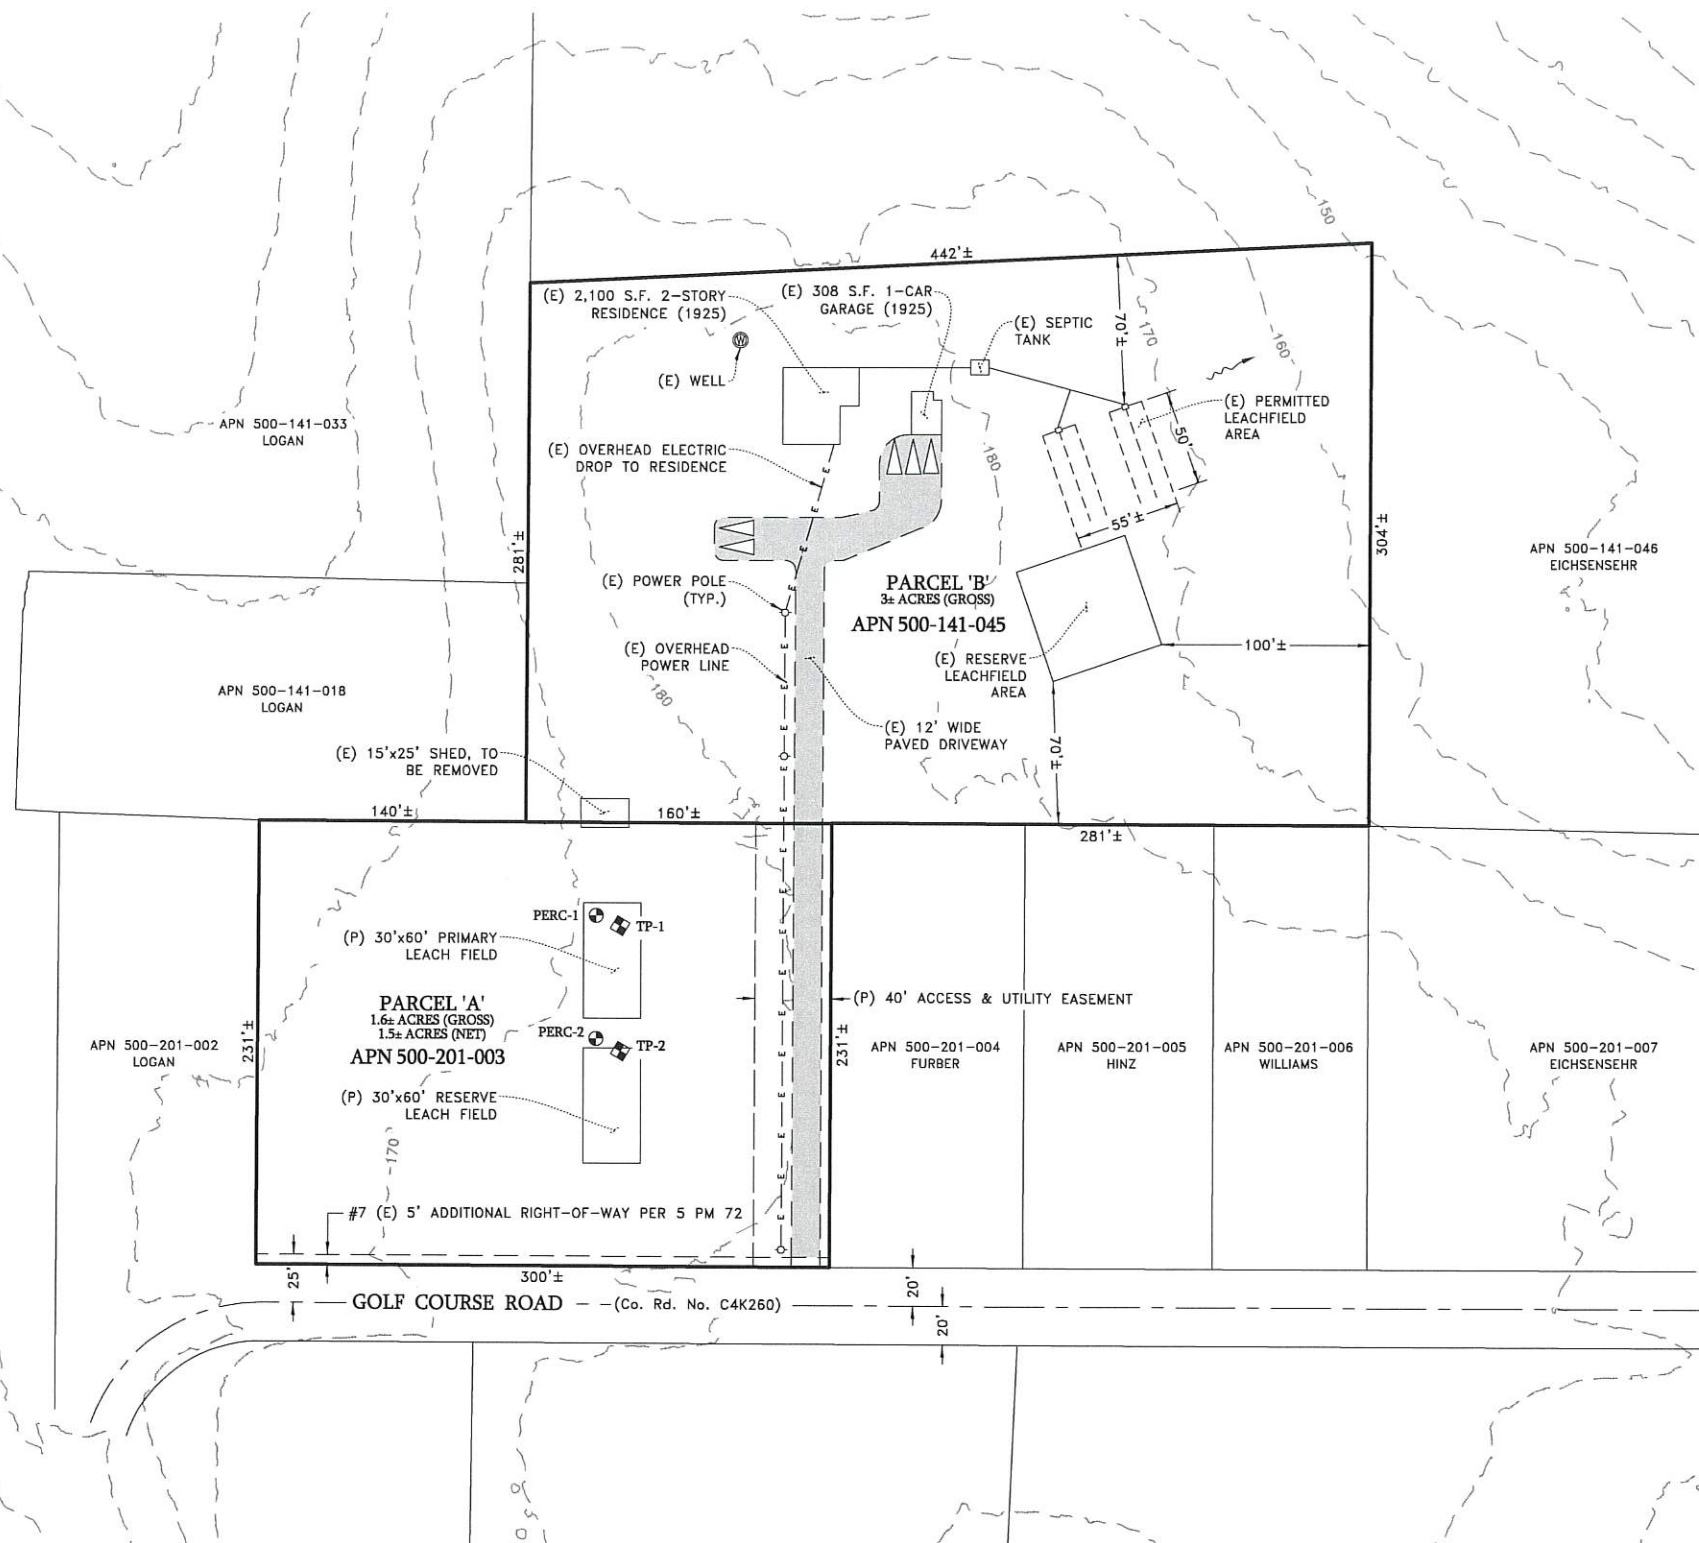 150
442'±
(E) 2,100 S.F. 2-STORY
RESIDENCE (1925)
(E) 308 S.F. 1-CAR
GARAGE (1925)
(E) SEPTIC
TANK
70'±
170
160
W
(E) WELL
(E) PERMITTED
LEACHFIELD
AREA
50'
APN 500-141-033
LOGAN
(E) OVERHEAD ELECTRIC
DROP TO RESIDENCE
180
E
E
E
55'±
281'±
304'±
APN 500-141-046
EICHSENSEHR
(E) POWER POLE
(TYP.)
E
PARCEL 'B'
3± ACRES (GROSS)
APN 500-141-045
(E) OVERHEAD
POWER LINE
E
E
180
(E) RESERVE
LEACHFIELD
AREA
100'±
APN 500-141-018
LOGAN
(E) 12' WIDE
PAVED DRIVEWAY
E
E
70'±
(E) 15'x25' SHED, TO
BE REMOVED
140'±
160'±
E
281'±
E
E
PERC-1
TP-1
(P) 30'x60' PRIMARY
LEACH FIELD
E
E
PARCEL 'A'
1.6± ACRES (GROSS)
1.5± ACRES (NET)
APN 500-201-003
(P) 40' ACCESS & UTILITY EASEMENT
E
PERC-2
TP-2
231'±
231'±
APN 500-201-002
LOGAN
APN 500-201-004
FURBER
APN 500-201-005
HINZ
APN 500-201-006
WILLIAMS
APN 500-201-007
EICHSENSEHR
E
E
(P) 30'x60' RESERVE
LEACH FIELD
170
E
E
#7 (E) 5' ADDITIONAL RIGHT-OF-WAY PER 5 PM 72
E
25'
300'±
20'
GOLF COURSE ROAD
(Co. Rd. No. C4K260)
20'